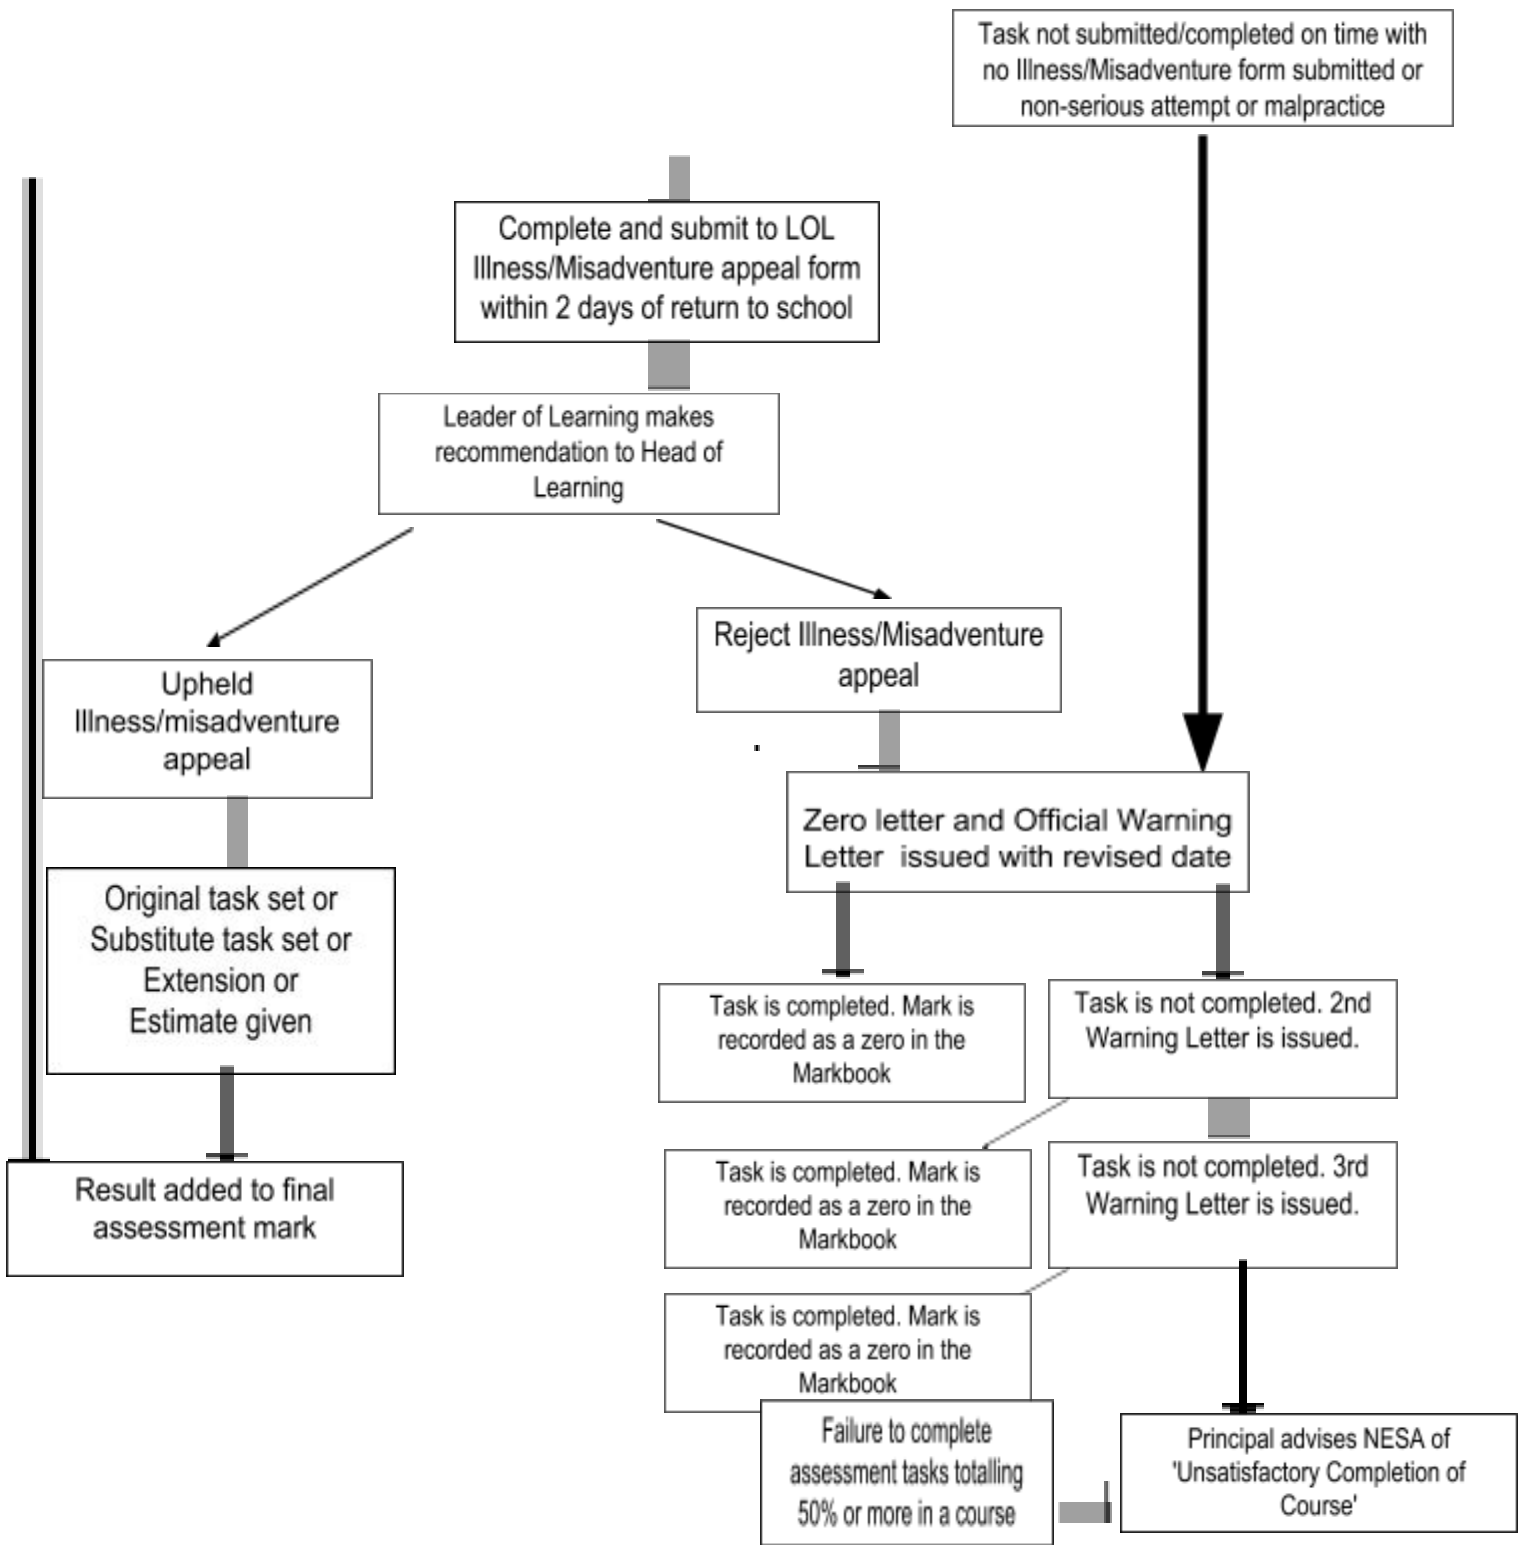 Task not submitted/completed on time with
no Illness/Misadventure form submitted or
non-serious attempt or malpractice
Complete and submit to LOL
Illness/Misadventure appeal form
within 2 days of return to school
Leader of Learning makes
recommendation to Head of
Learning
Reject Illness/Misadventure
appeal
Upheld
Illness/misadventure
appeal
Zero letter and Official Warning
Letter issued with revised date
Original task set or
Substitute task set or
Extension or
Estimate given
Task is completed. Mark is
recorded as a zero in the
Markbook
Task is not completed. 2nd
Warning Letter is issued.
Result added to final
assessment mark
Task is completed. Mark is
recorded as a zero in the
Markbook
Task is not completed. 3rd
Warning Letter is issued.
Task is completed. Mark is
recorded as a zero in the
Markbook
Failure to complete
assessment tasks totalling
50% or more in a course
Principal advises NESA of
'Unsatisfactory Completion of
Course'